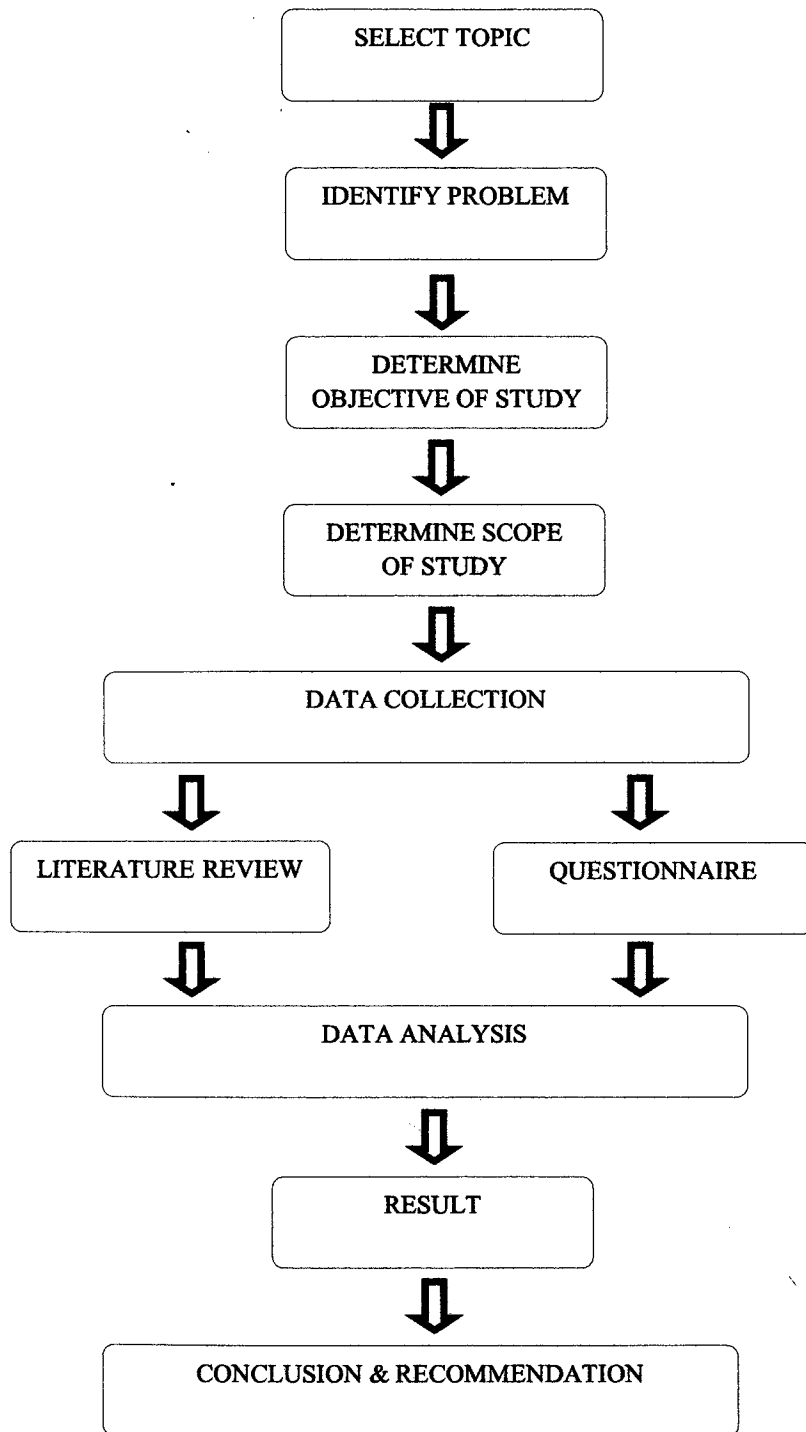 SELECT TOPIC
IDENTIFY PROBLEM
DETERMINE
OBJECTIVE OF STUDY
DETERMINE SCOPE
OF STUDY
DATA COLLECTION
LITERATURE REVIEW
QUESTIONNAIRE
DATA ANALYSIS
RESULT
CONCLUSION & RECOMMENDATION